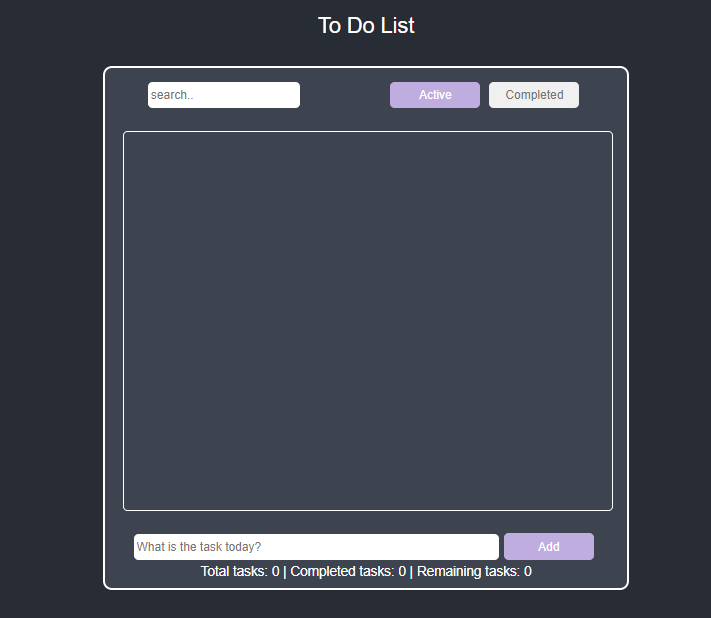 To Do List
search..
Active
Completed
What is the task today?
Add
Total tasks: 0 | Completed tasks: 0 | Remaining tasks: 0